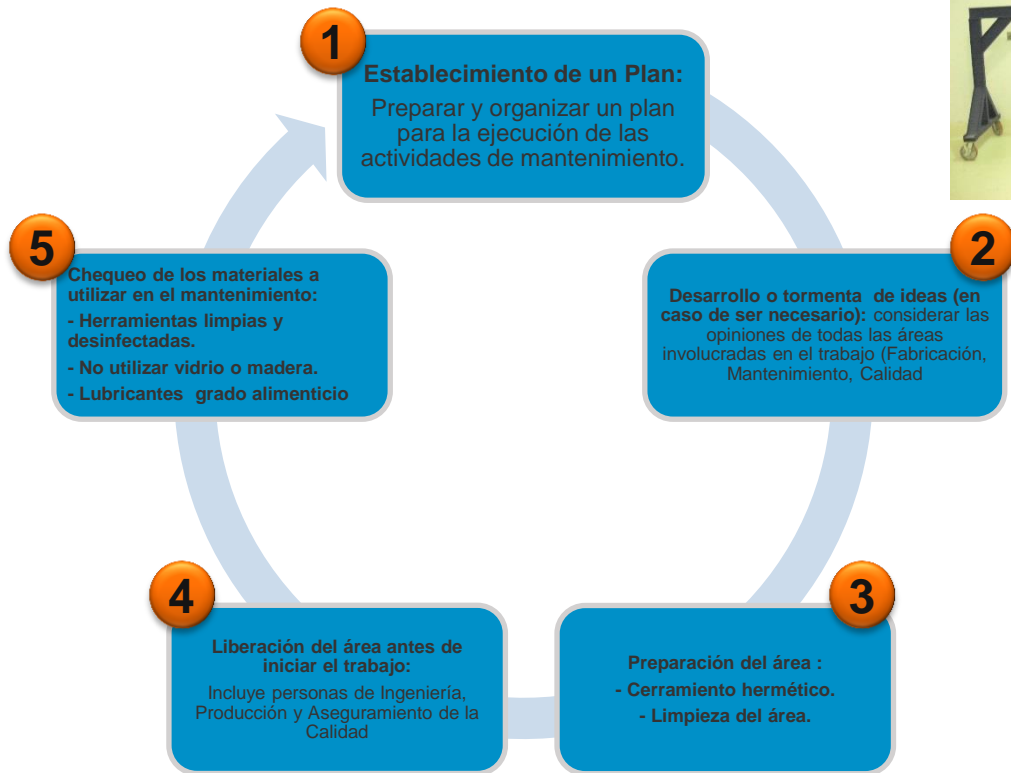 1
Establecimiento de un Plan:
Preparar y organizar un plan
para la ejecución de las
actividades de mantenimiento.
2
Desarrollo o tormenta de ideas (en
caso de ser necesario): considerar las
opiniones de todas las áreas
involucradas en el trabajo (Fabricación,
Mantenimiento, Calidad
3
Preparación del área :
- Cerramiento hermético.
- Limpieza del área.
4
Liberación del área antes de
iniciar el trabajo:
Incluye personas de Ingeniería,
Producción y Aseguramiento de la
Calidad
5
Chequeo de los materiales a
utilizar en el mantenimiento:
- Herramientas limpias y
desinfectadas.
- No utilizar vidrio o madera.
- Lubricantes grado alimenticio